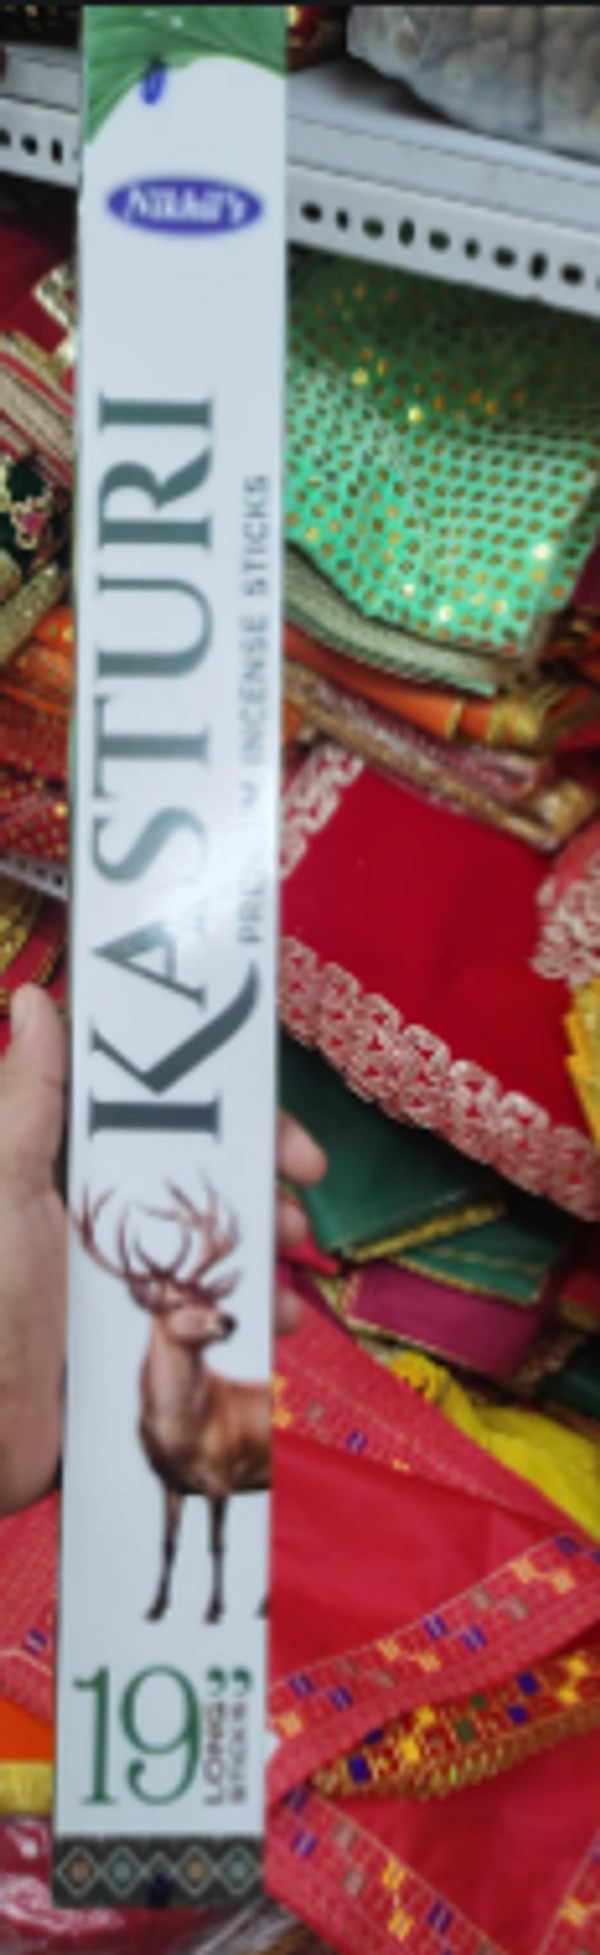 Nikhil's
KASTURI
PREMIUM INCENSE STICKS
19"
LONG
STICKS